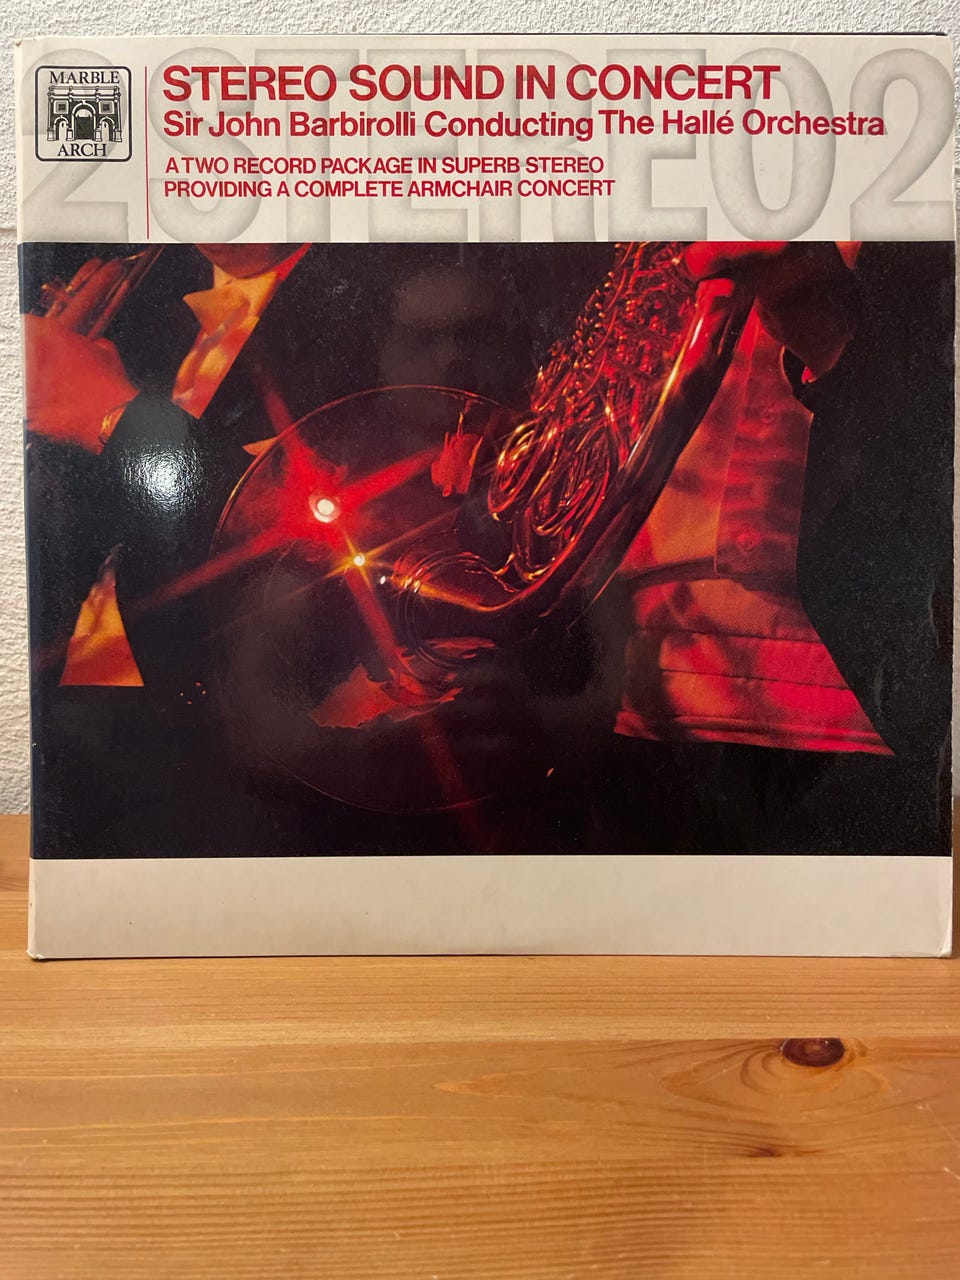 2STEREO2
MARBLE
ARCH
STEREO SOUND IN CONCERT
Sir John Barbirolli Conducting The Hallé Orchestra
A TWO RECORD PACKAGE IN SUPERB STEREO
PROVIDING A COMPLETE ARMCHAIR CONCERT